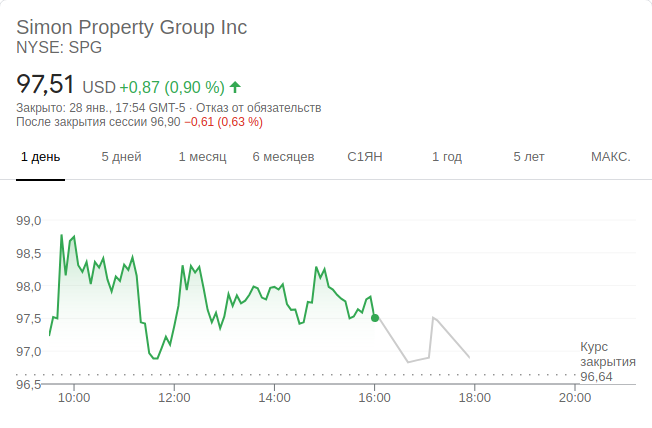 Simon Property Group Inc
NYSE: SPG
97,51 USD +0,87 (0,90 %)
Закрыто: 28 янв., 17:54 GMT-5 · Отказ от обязательств
После закрытия сессии 96,90 −0,61 (0,63 %)
1 день 5 дней 1 месяц 6 месяцев С1ЯН 1 год 5 лет МАКС.
99,0
98,5
98,0
97,5
97,0
Курс
закрытия
96,64
96,5
10:00 12:00 14:00 16:00 18:00 20:00